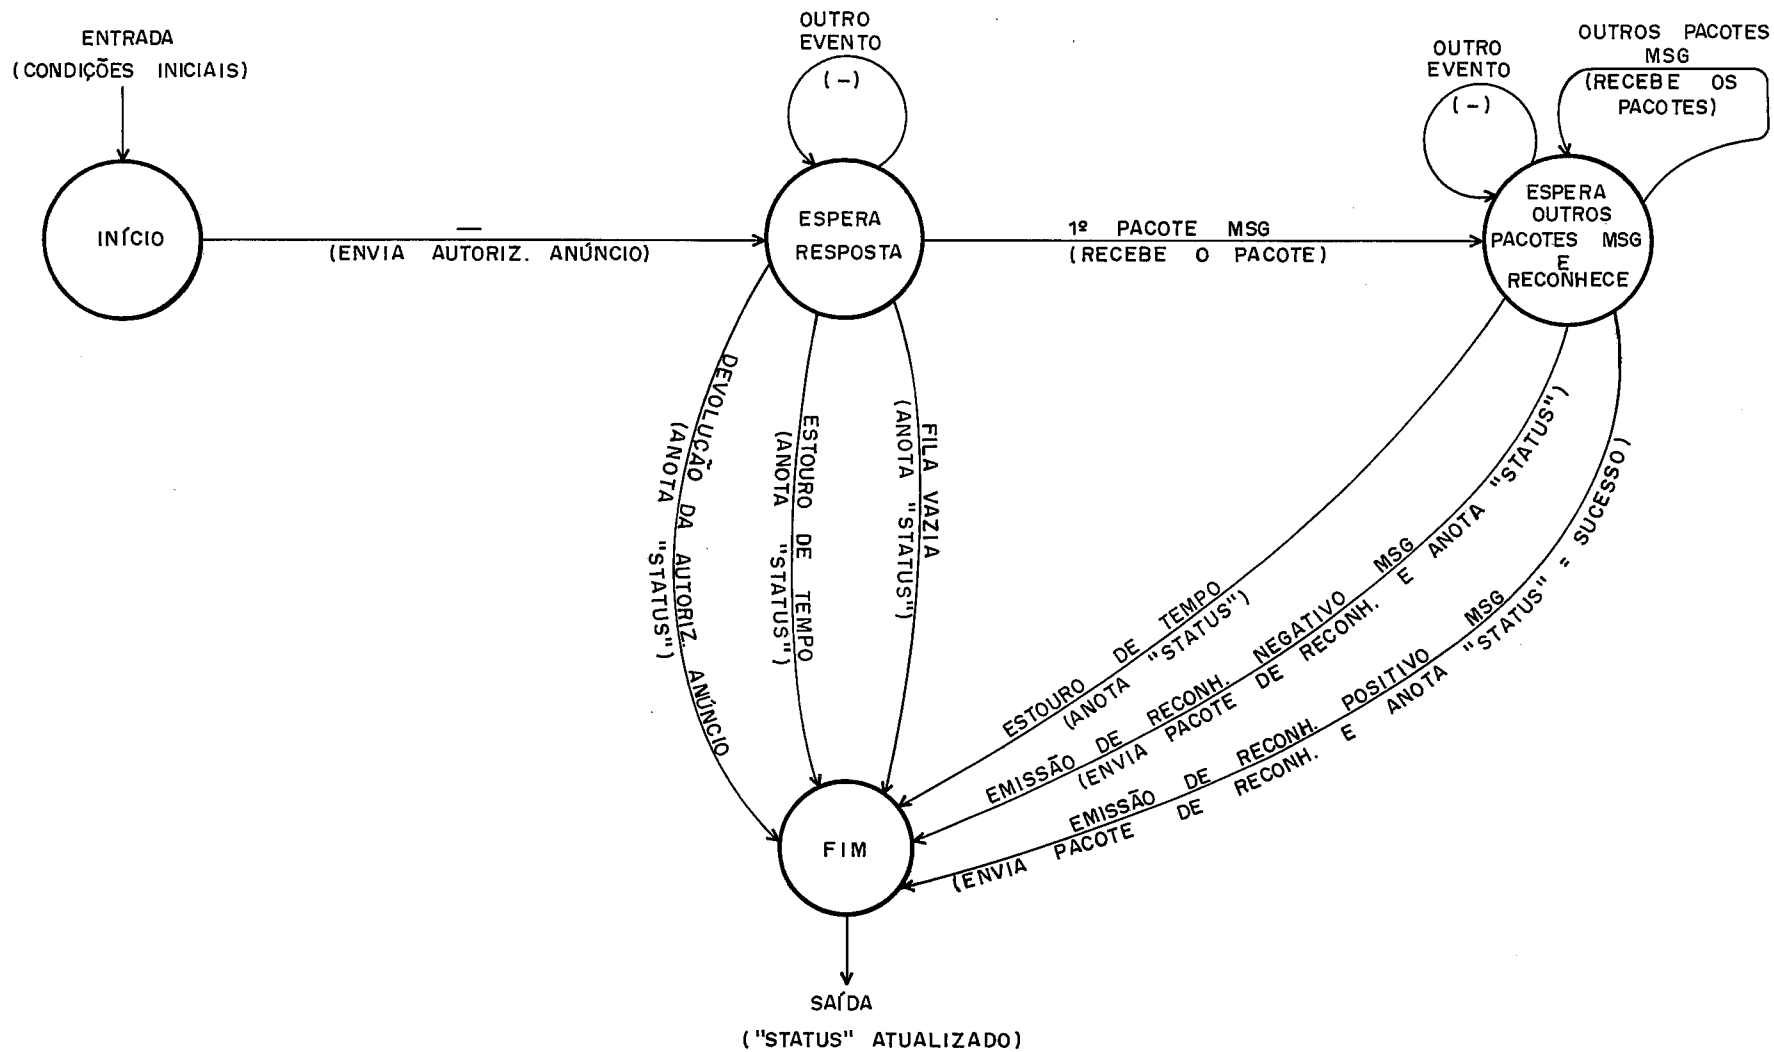 ENTRADA
(CONDIÇÕES INICIAIS)
OUTRO
EVENTO
(-)
OUTRO
EVENTO
(-)
OUTROS PACOTES
MSG
(RECEBE OS
PACOTES)
INÍCIO
—
(ENVIA AUTORIZ. ANÚNCIO)
ESPERA
RESPOSTA
1º PACOTE MSG
(RECEBE O PACOTE)
ESPERA
OUTROS
PACOTES MSG
E
RECONHECE
DEVOLUÇÃO DA AUTORIZ. ANÚNCIO
(ANOTA "STATUS")
ESTOURO DE TEMPO
(ANOTA "STATUS")
FILA VAZIA
(ANOTA "STATUS")
ESTOURO DE TEMPO
(ANOTA "STATUS")
EMISSÃO DE RECONH. NEGATIVO MSG
(ENVIA PACOTE DE RECONH. E ANOTA "STATUS")
EMISSÃO DE RECONH. POSITIVO MSG
(ENVIA PACOTE DE RECONH. E ANOTA "STATUS" = SUCESSO)
FIM
SAÍDA
("STATUS" ATUALIZADO)